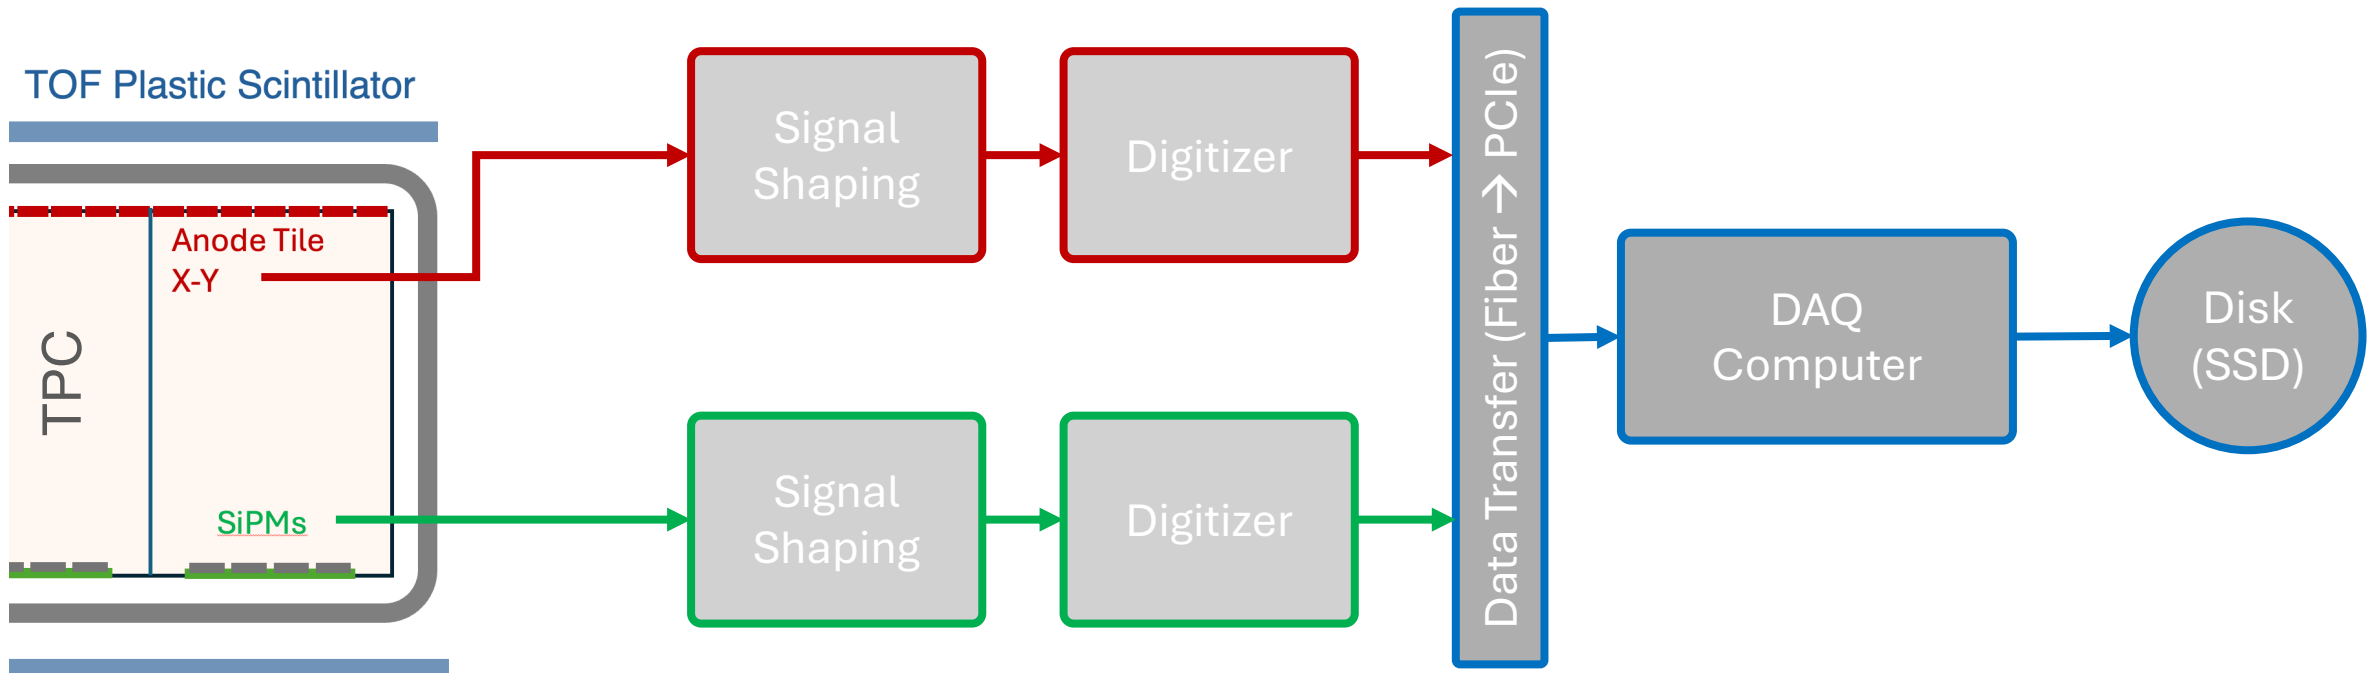 TOF Plastic Scintillator
Anode Tile
X-Y
TPC
SiPMs
Signal
Shaping
Digitizer
Signal
Shaping
Digitizer
Data Transfer (Fiber → PCIe)
DAQ
Computer
Disk
(SSD)